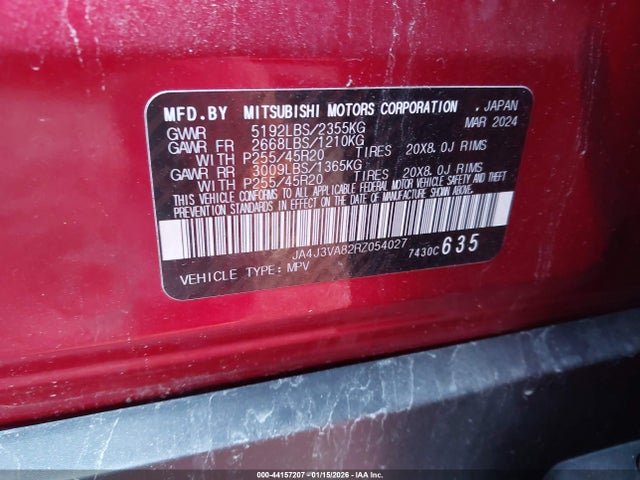 MFD.BY MITSUBISHI MOTORS CORPORATION , JAPAN
GVWR 5192LBS/2355KG MAR 2024
GAWR FR 2668LBS/1210KG
WITH P255/45R20 TIRES 20X8.0J RIMS
GAWR RR 3009LBS/1365KG
WITH P255/45R20 TIRES 20X8.0J RIMS
THIS VEHICLE CONFORMS TO ALL APPLICABLE FEDERAL MOTOR VEHICLE SAFETY AND THEFT
PREVENTION STANDARDS IN EFFECT ON THE DATE OF MANUFACTURE SHOWN ABOVE.
JA4J3VA82RZ054027 7430C 635
VEHICLE TYPE: MPV
000-44157207 - 01/15/2026 - IAA Inc.